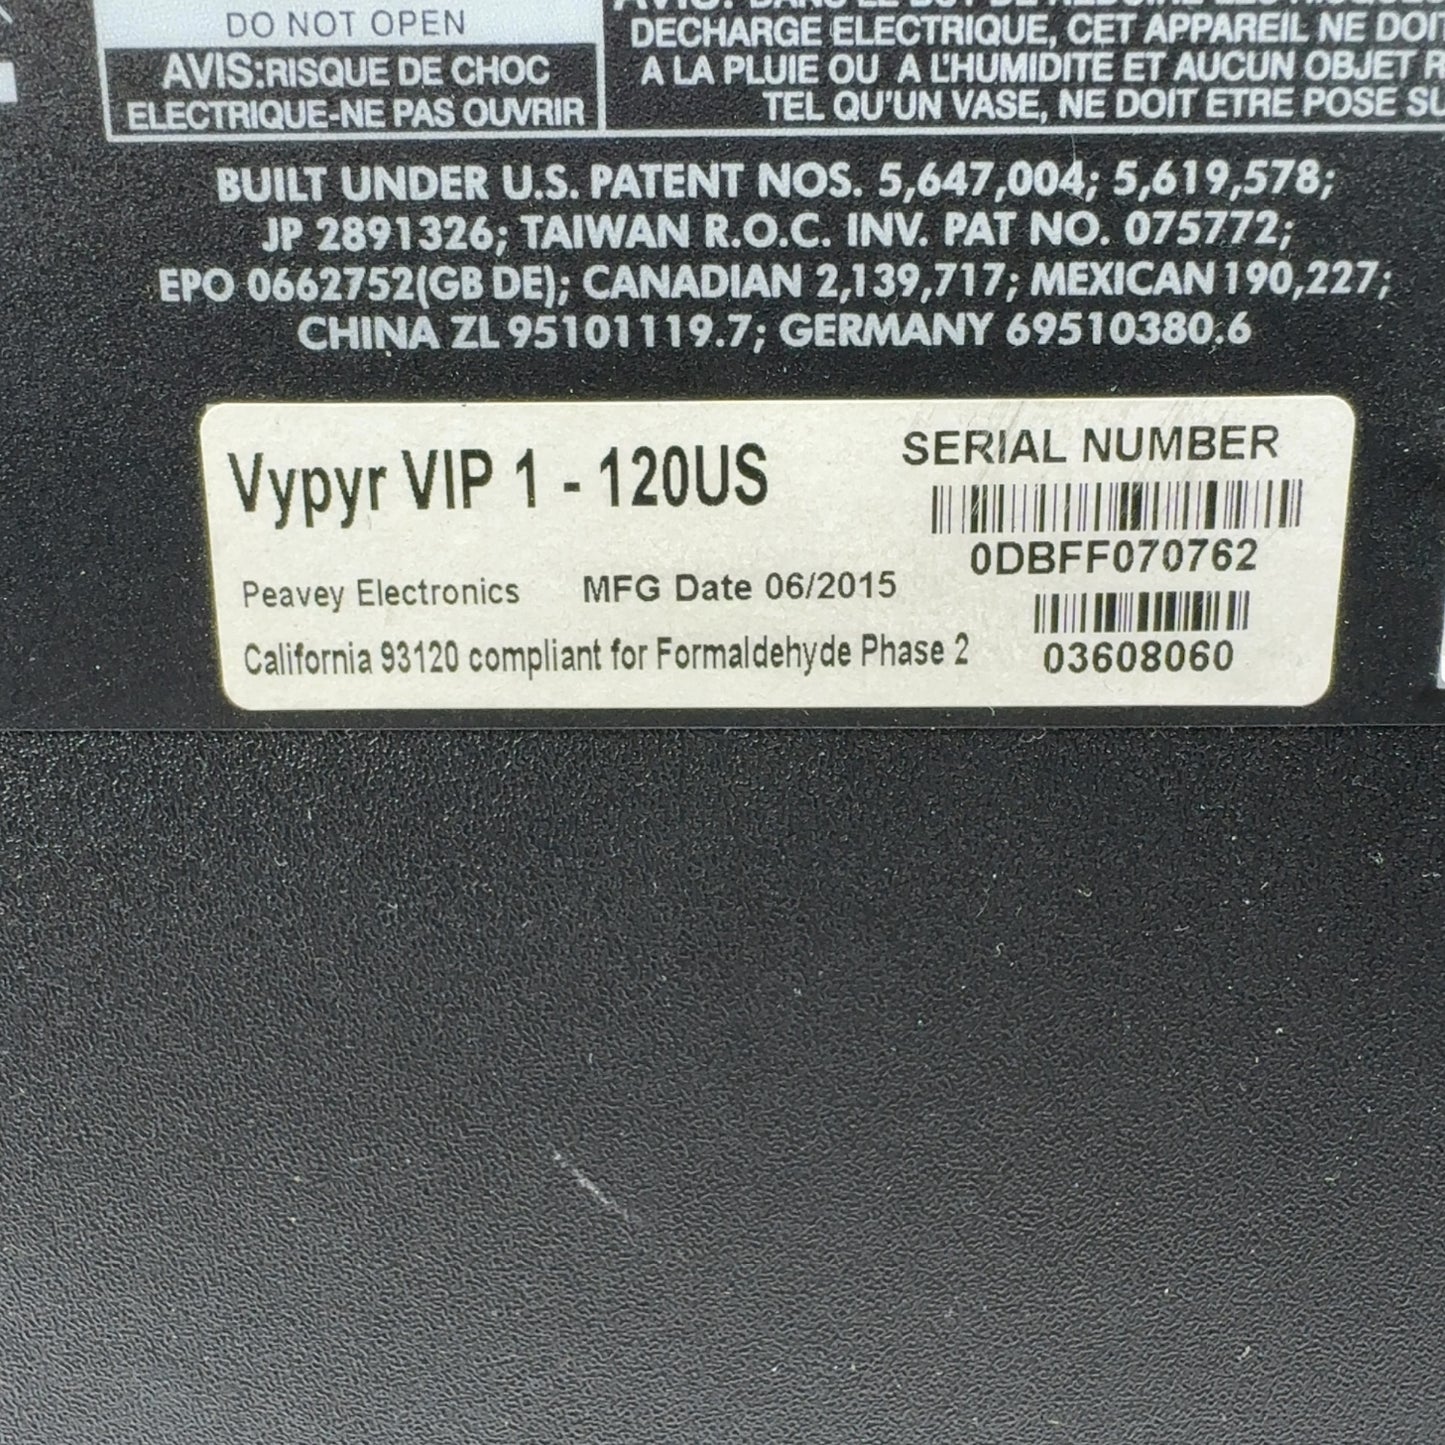 DO NOT OPEN
AVIS:RISQUE DE CHOC
ELECTRIQUE-NE PAS OUVRIR
DECHARGE ELECTRIQUE, CET APPAREIL NE DOIT
A LA PLUIE OU A L'HUMIDITE ET AUCUN OBJET R
TEL QU'UN VASE, NE DOIT ETRE POSE SU
BUILT UNDER U.S. PATENT NOS. 5,647,004; 5,619,578;
JP 2891326; TAIWAN R.O.C. INV. PAT NO. 075772;
EPO 0662752(GB DE); CANADIAN 2,139,717; MEXICAN 190,227;
CHINA ZL 95101119.7; GERMANY 69510380.6
Vypyr VIP 1 - 120US
SERIAL NUMBER
0DBFF070762
Peavey Electronics MFG Date 06/2015
California 93120 compliant for Formaldehyde Phase 2
03608060